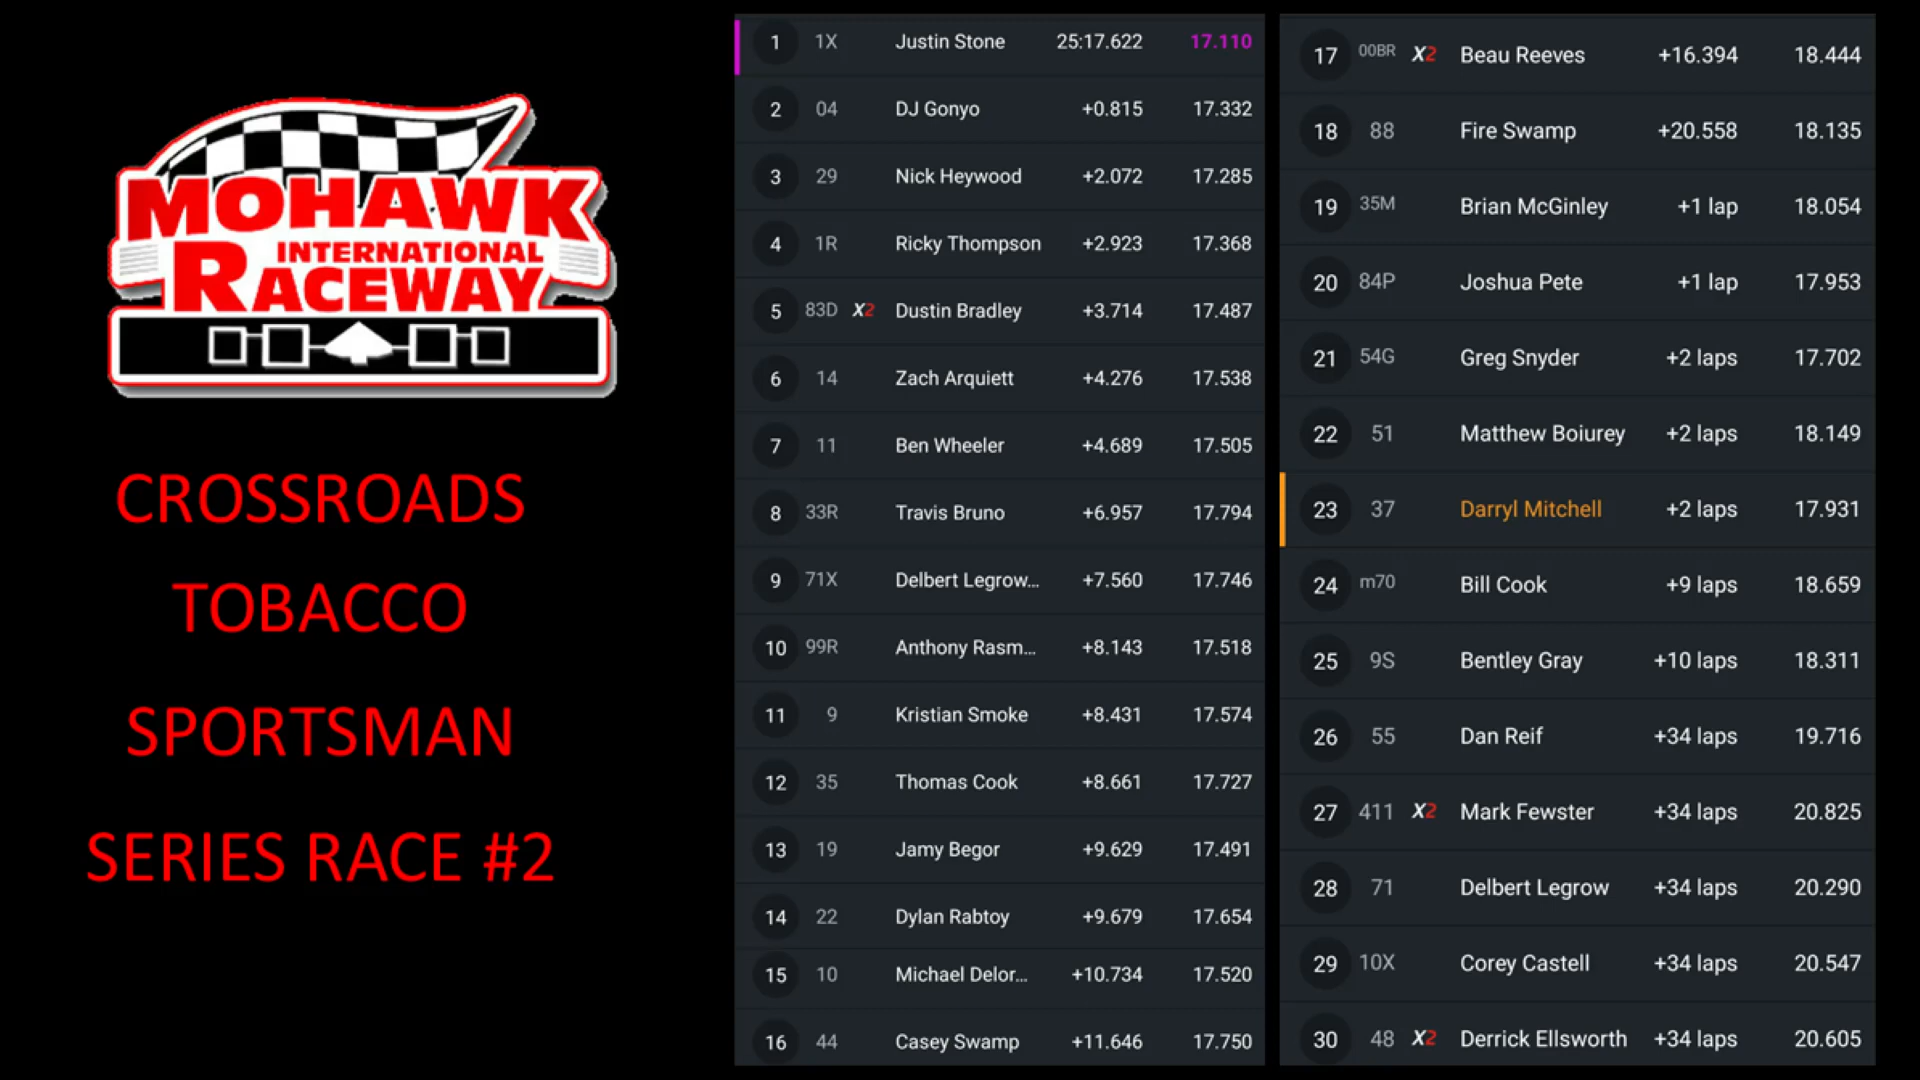 MOHAWK
INTERNATIONAL
RACEWAY
CROSSROADS
TOBACCO
SPORTSMAN
SERIES RACE #2
1 1X Justin Stone 25:17.622 17.110
2 04 DJ Gonyo +0.815 17.332
3 29 Nick Heywood +2.072 17.285
4 1R Ricky Thompson +2.923 17.368
5 83D X2 Dustin Bradley +3.714 17.487
6 14 Zach Arquiett +4.276 17.538
7 11 Ben Wheeler +4.689 17.505
8 33R Travis Bruno +6.957 17.794
9 71X Delbert Legrow... +7.560 17.746
10 99R Anthony Rasm... +8.143 17.518
11 9 Kristian Smoke +8.431 17.574
12 35 Thomas Cook +8.661 17.727
13 19 Jamy Begor +9.629 17.491
14 22 Dylan Rabtoy +9.679 17.654
15 10 Michael Delor... +10.734 17.520
16 44 Casey Swamp +11.646 17.750
17 00BR X2 Beau Reeves +16.394 18.444
18 88 Fire Swamp +20.558 18.135
19 35M Brian McGinley +1 lap 18.054
20 84P Joshua Pete +1 lap 17.953
21 54G Greg Snyder +2 laps 17.702
22 51 Matthew Boiurey +2 laps 18.149
23 37 Darryl Mitchell +2 laps 17.931
24 m70 Bill Cook +9 laps 18.659
25 9S Bentley Gray +10 laps 18.311
26 55 Dan Reif +34 laps 19.716
27 411 X2 Mark Fewster +34 laps 20.825
28 71 Delbert Legrow +34 laps 20.290
29 10X Corey Castell +34 laps 20.547
30 48 X2 Derrick Ellsworth +34 laps 20.605